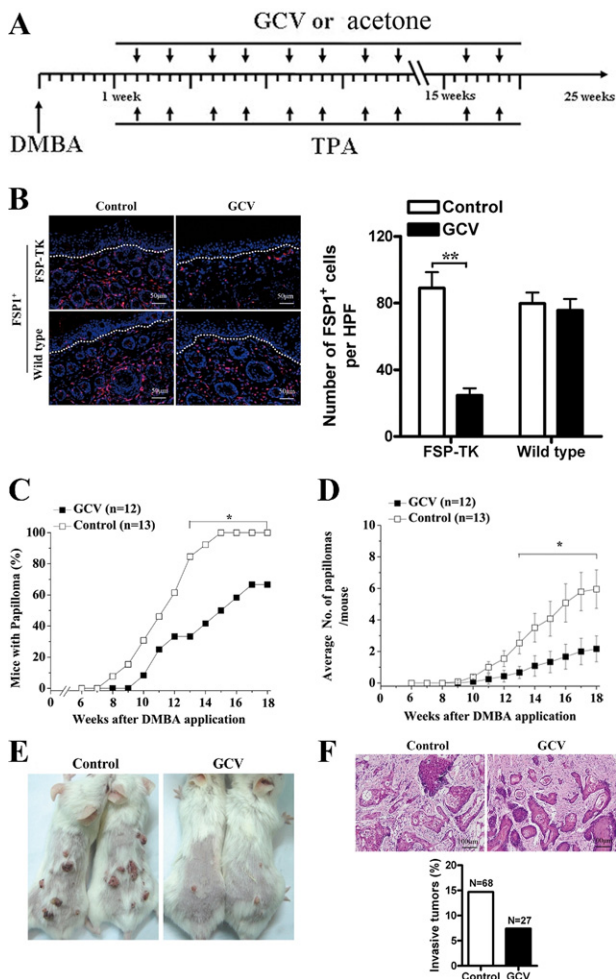 A
GCV or acetone
1 week
15 weeks
25 weeks
DMBA
TPA
B
Control
GCV
FSP1+
FSP-TK
Wild type
50μm
50μm
50μm
50μm
Control
GCV
Number of FSP1+ cells
per HPF
120
80
40
0
**
FSP-TK
Wild type
C
GCV (n=12)
Control (n=13)
*
Mice with Papilloma (%)
100
80
60
40
20
0
0 6 8 10 12 14 16 18
Weeks after DMBA application
D
GCV (n=12)
Control (n=13)
*
Average No. of papillomas
/mouse
10
8
6
4
2
0
0 6 8 10 12 14 16 18
Weeks after DMBA application
E
Control
GCV
F
Control
GCV
100μm
Invasive tumors (%)
20
15
10
5
0
N=68
N=27
Control
GCV